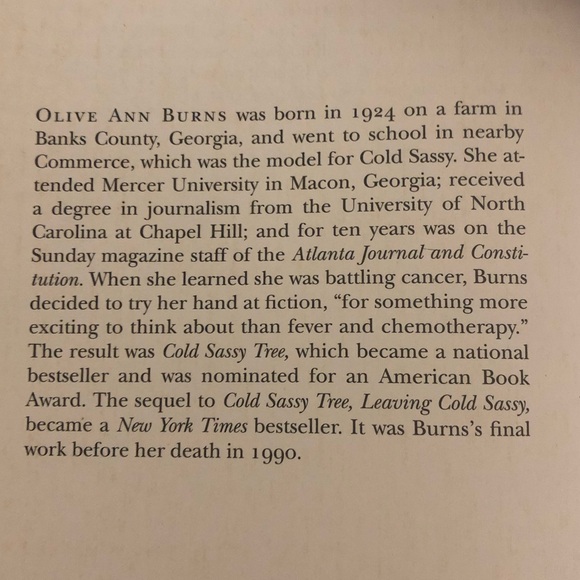 OLIVE ANN BURNS was born in 1924 on a farm in
Banks County, Georgia, and went to school in nearby
Commerce, which was the model for Cold Sassy. She at-
tended Mercer University in Macon, Georgia; received
a degree in journalism from the University of North
Carolina at Chapel Hill; and for ten years was on the
Sunday magazine staff of the Atlanta Journal and Consti-
tution. When she learned she was battling cancer, Burns
decided to try her hand at fiction, “for something more
exciting to think about than fever and chemotherapy.”
The result was Cold Sassy Tree, which became a national
bestseller and was nominated for an American Book
Award. The sequel to Cold Sassy Tree, Leaving Cold Sassy,
became a New York Times bestseller. It was Burns’s final
work before her death in 1990.